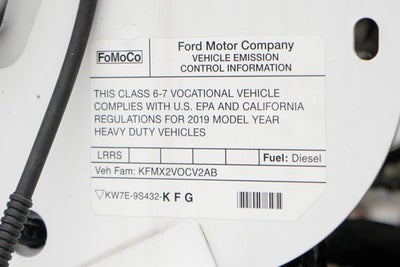 FoMoCo
Ford Motor Company
VEHICLE EMISSION
CONTROL INFORMATION
THIS CLASS 6-7 VOCATIONAL VEHICLE
COMPLIES WITH U.S. EPA AND CALIFORNIA
REGULATIONS FOR 2019 MODEL YEAR
HEAVY DUTY VEHICLES
LRRS Fuel: Diesel
Veh Fam: KFMX2VOCV2AB
KW7E-9S432-K F G